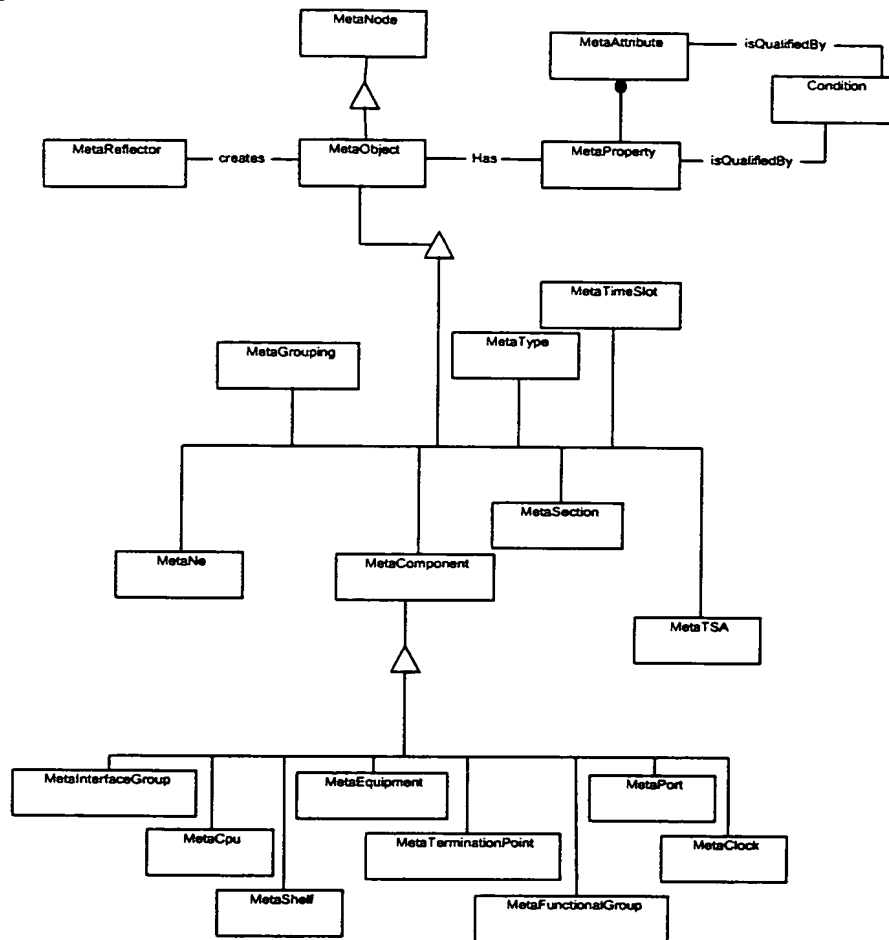 MetaNode
MetaAttribute
isQualifiedBy
Condition
MetaReflector
creates
MetaObject
Has
MetaProperty
isQualifiedBy
MetaTimeSlot
MetaGrouping
MetaType
MetaSection
MetaNe
MetaComponent
MetaTSA
MetaInterfaceGroup
MetaEquipment
MetaPort
MetaCpu
MetaTerminationPoint
MetaClock
MetaShelf
MetaFunctionalGroup